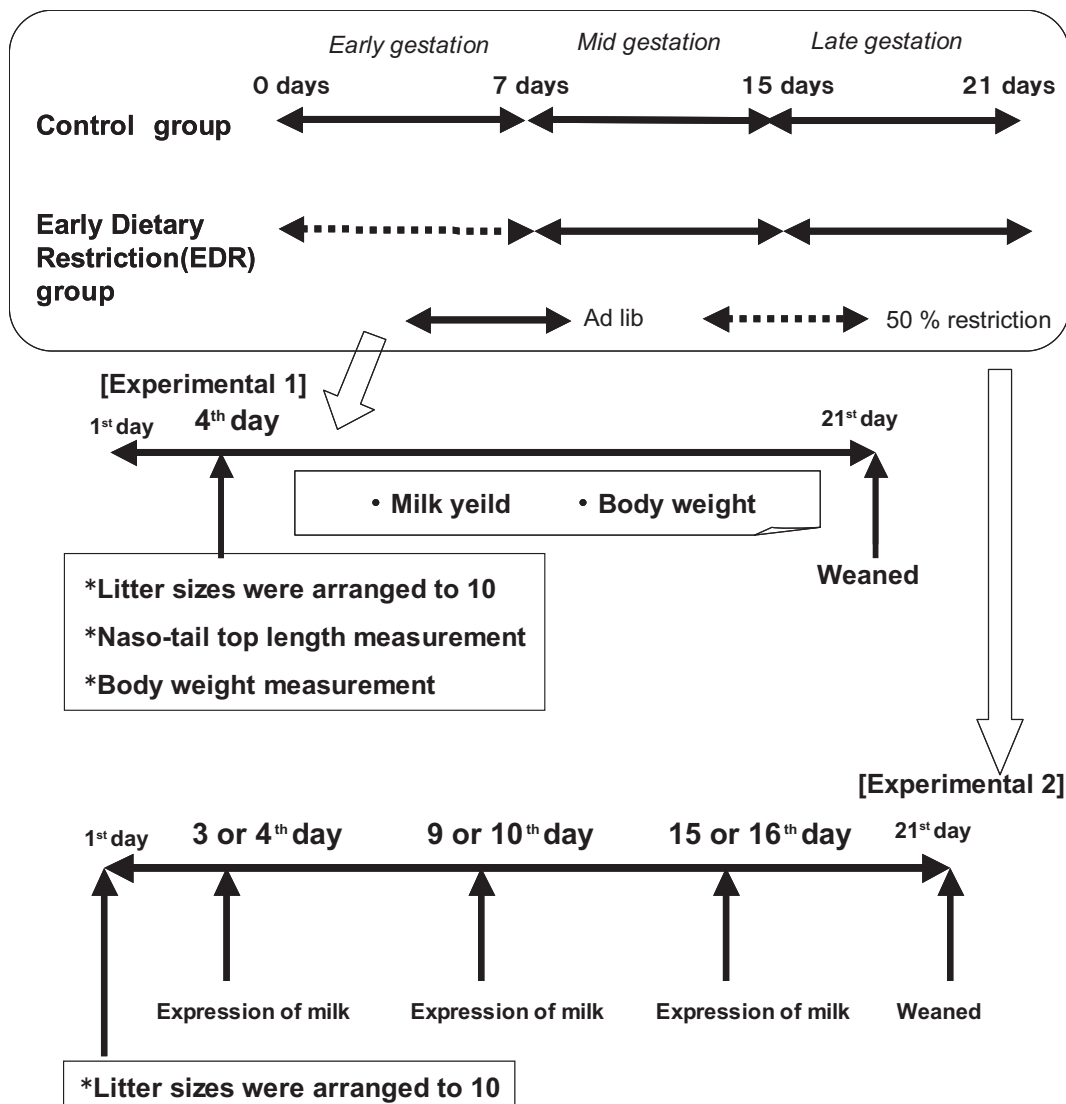 Early gestation Mid gestation Late gestation
0 days 7 days 15 days 21 days
Control group
Early Dietary
Restriction(EDR)
group
Ad lib 50 % restriction
[Experimental 1]
1st day 4th day 21st day
• Milk yeild • Body weight
Weaned
*Litter sizes were arranged to 10
*Naso-tail top length measurement
*Body weight measurement
[Experimental 2]
1st day 3 or 4th day 9 or 10th day 15 or 16th day 21st day
Expression of milk Expression of milk Expression of milk Weaned
*Litter sizes were arranged to 10